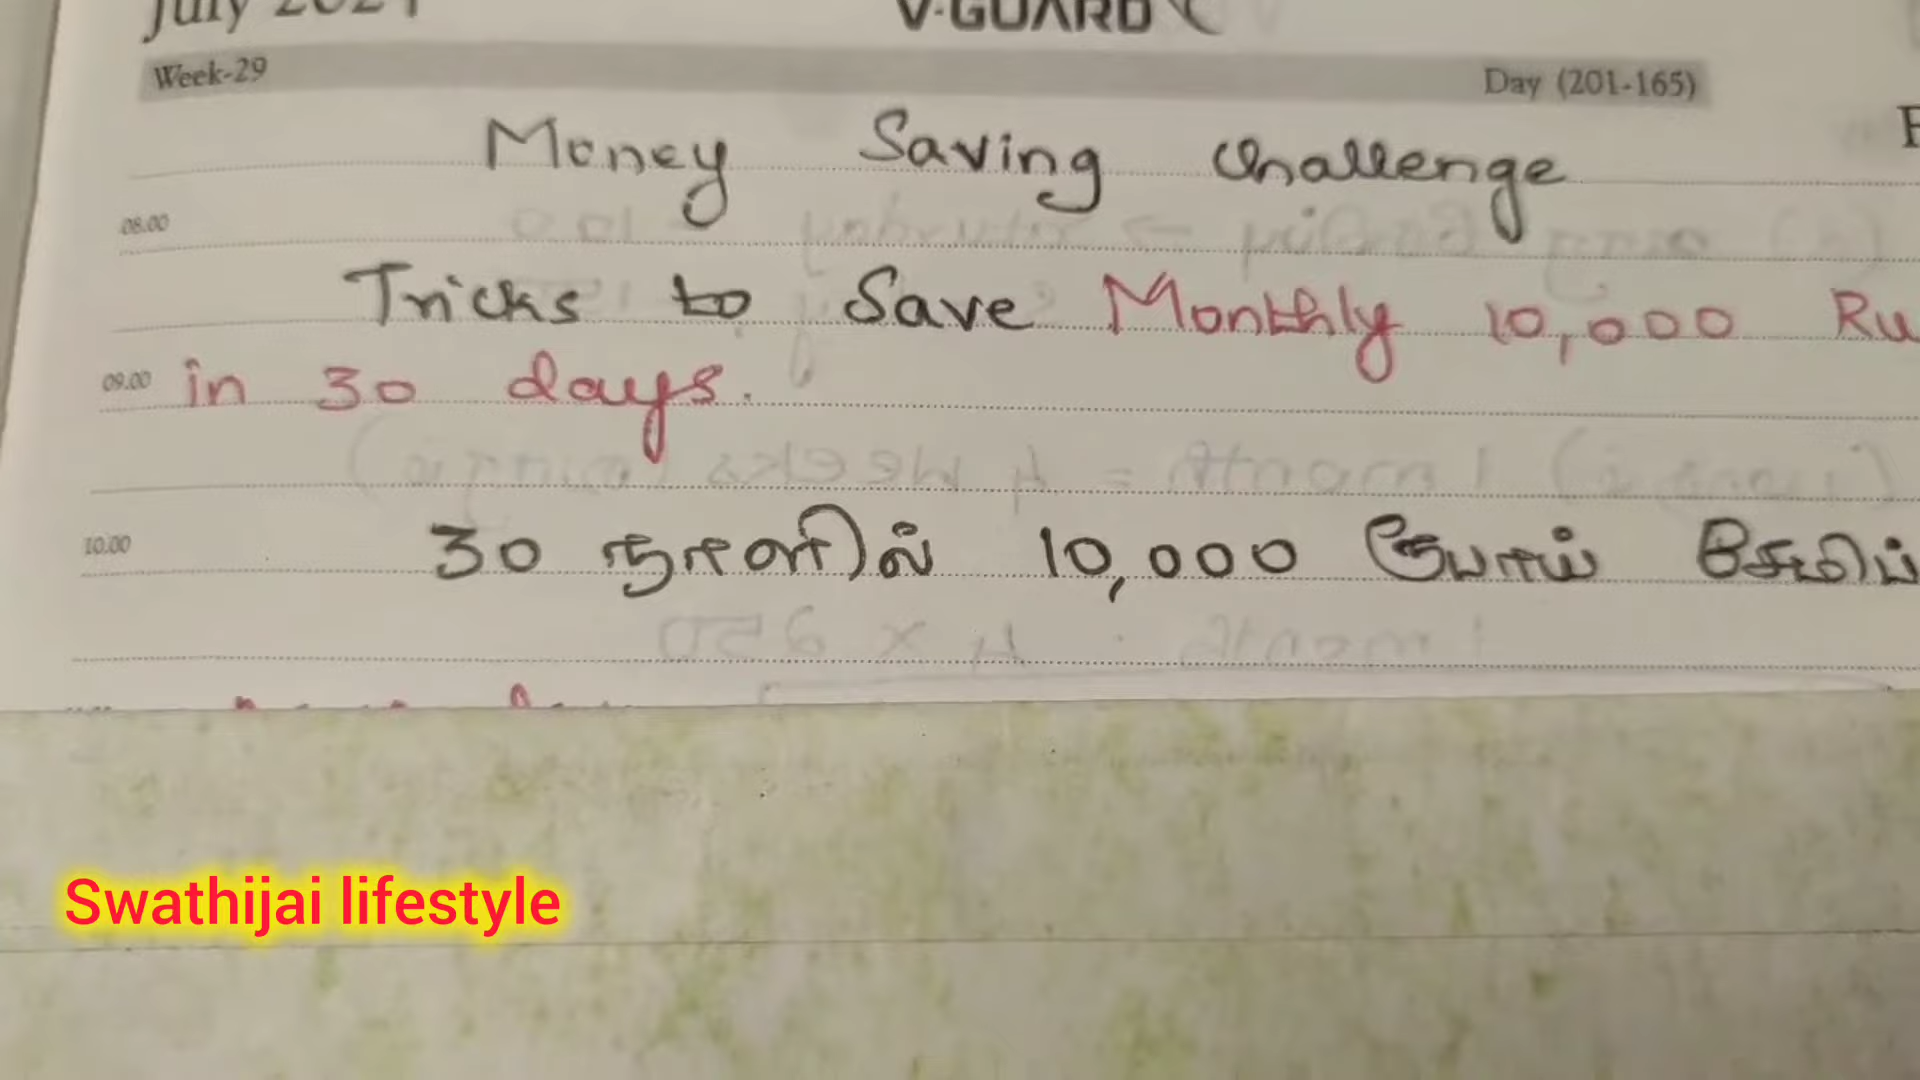 July 2024
V-GUARD
Week-29
Day (201-165)
Money Saving Challenge
08.00
Tricks to Save Monthly 10,000 Ru
09.00 in 30 days.
10.00 30 நாளில் 10,000 ரூபாய்
Swathijai lifestyle